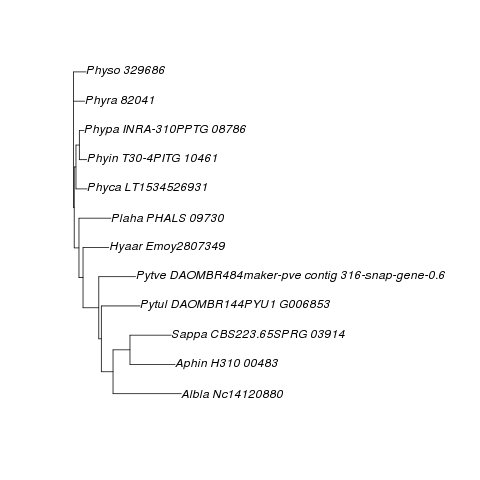 Physo 329686
Phyra 82041
Phypa INRA-310PPTG 08786
Phyin T30-4PITG 10461
Phyca LT1534526931
Plaha PHALS 09730
Hyaar Emoy2807349
Pytve DAOMBR484maker-pve contig 316-snap-gene-0.6
Pytul DAOMBR144PYU1 G006853
Sappa CBS223.65SPRG 03914
Aphin H310 00483
Albla Nc14120880